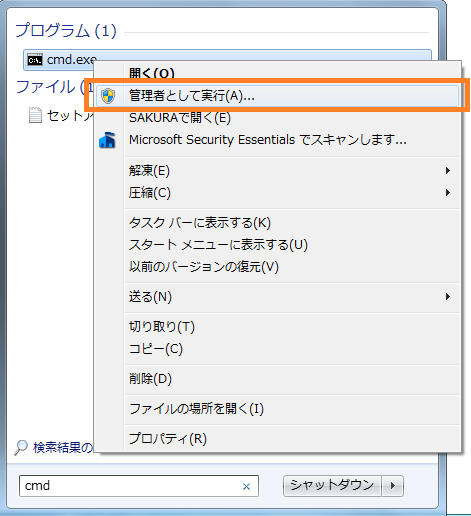 プログラム (1)
cmd.exe
開く(O)
ファイル (1
管理者として実行(A)...
セットア
SAKURAで開く(E)
Microsoft Security Essentials でスキャンします...
解凍(E)
圧縮(C)
タスク バーに表示する(K)
スタート メニューに表示する(U)
以前のバージョンの復元(V)
送る(N)
切り取り(T)
コピー(C)
削除(D)
ファイルの場所を開く(I)
プロパティ(R)
検索結果の
cmd
シャットダウン